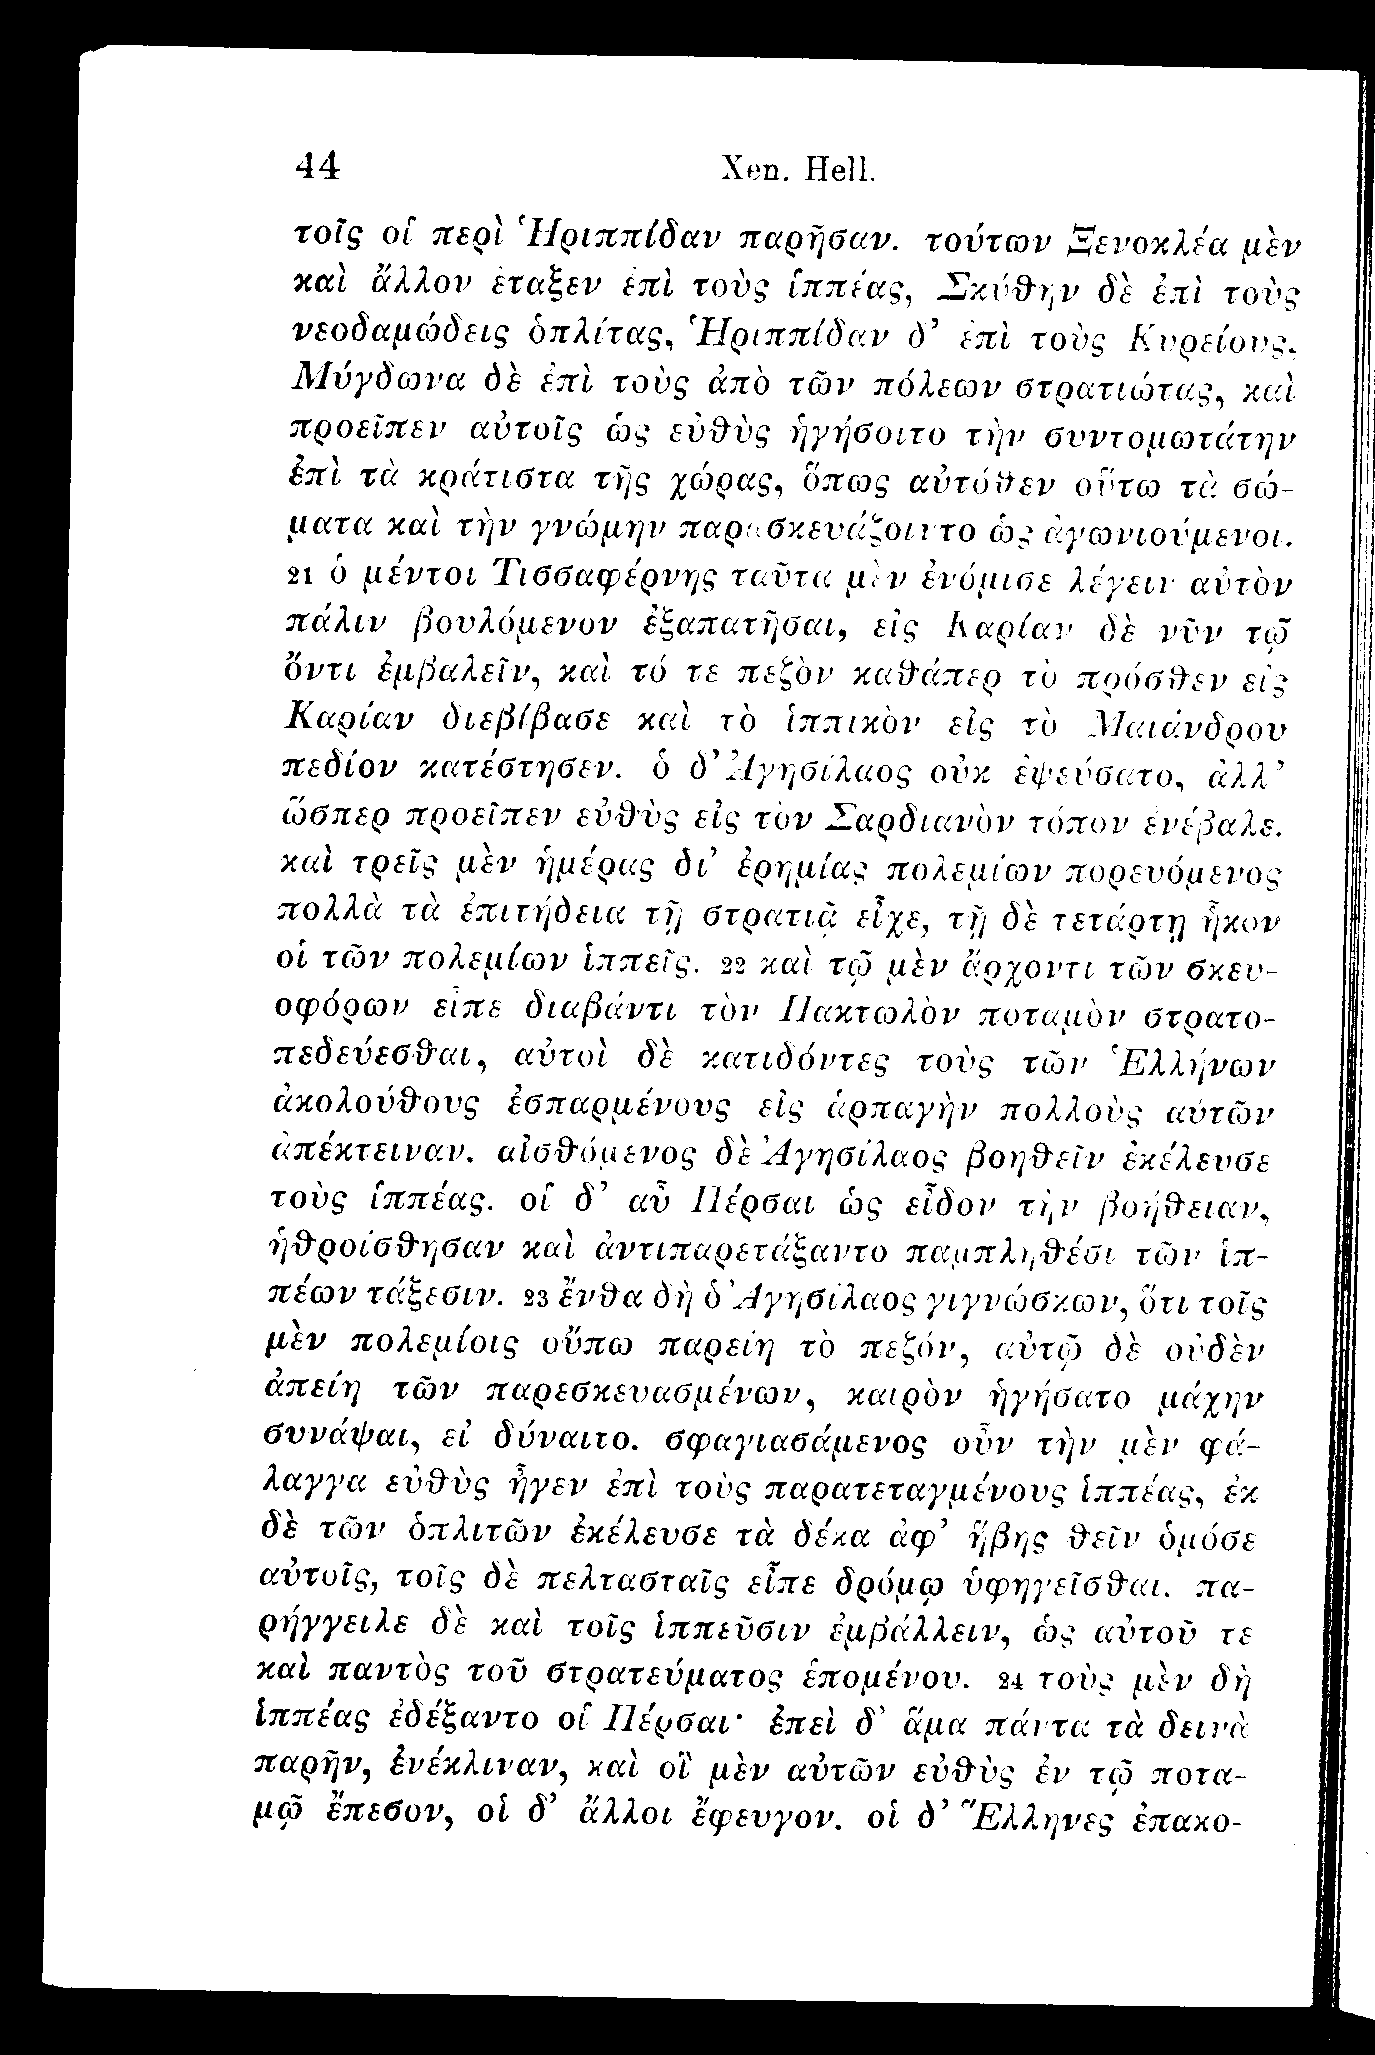 44 Xen. Hell.
τοῖς οἱ περὶ Ἡριππίδαν παρῆσαν. τούτων Ξενοκλέα μὲν
καὶ ἄλλον ἔταξεν ἐπὶ τοὺς ἱππέας, Σκύθην δὲ ἐπὶ τοὺς
νεοδαμώδεις ὁπλίτας, Ἡριππίδαν δ’ ἐπὶ τοὺς Κυρείους,
Μύγδωνα δὲ ἐπὶ τοὺς ἀπὸ τῶν πόλεων στρατιώτας, καὶ
προεῖπεν αὐτοῖς ὡς εὐθὺς ἡγήσοιτο τὴν συντομωτάτην
ἐπὶ τὰ κράτιστα τῆς χώρας, ὅπως αὐτόθεν οὕτω τὰ σώ-
ματα καὶ τὴν γνώμην παρασκευάζοιντο ὡς ἀγωνιούμενοι.
21 ὁ μέντοι Τισσαφέρνης ταῦτα μὲν ἐνόμισε λέγειν αὐτὸν
πάλιν βουλόμενον ἐξαπατῆσαι, εἰς Καρίαν δὲ νῦν τῷ
ὄντι ἐμβαλεῖν, καὶ τό τε πεζὸν καθάπερ τὸ πρόσθεν εἰς
Καρίαν διεβίβασε καὶ τὸ ἱππικὸν εἰς τὸ Μαιάνδρου
πεδίον κατέστησεν. ὁ δ’ Ἀγησίλαος οὐκ ἐψεύσατο, ἀλλ’
ὥσπερ προεῖπεν εὐθὺς εἰς τὸν Σαρδιανὸν τόπον ἐνέβαλε.
καὶ τρεῖς μὲν ἡμέρας δι’ ἐρημίας πολεμίων πορευόμενος
πολλὰ τὰ ἐπιτήδεια τῇ στρατιᾷ εἶχε, τῇ δὲ τετάρτῃ ἧκον
οἱ τῶν πολεμίων ἱππεῖς. 22 καὶ τῷ μὲν ἄρχοντι τῶν σκευ-
οφόρων εἶπε διαβάντι τὸν Πακτωλὸν ποταμὸν στρατο-
πεδεύεσθαι, αὐτοὶ δὲ κατιδόντες τοὺς τῶν Ἑλλήνων
ἀκολούθους ἐσπαρμένους εἰς ἁρπαγὴν πολλοὺς αὐτῶν
ἀπέκτειναν. αἰσθόμενος δὲ Ἀγησίλαος βοηθεῖν ἐκέλευσε
τοὺς ἱππέας. οἱ δ’ αὖ Πέρσαι ὡς εἶδον τὴν βοήθειαν,
ἡθροίσθησαν καὶ ἀντιπαρετάξαντο παμπληθέσι τῶν ἱπ-
πέων τάξεσιν. 23 ἔνθα δὴ ὁ Ἀγησίλαος γιγνώσκων, ὅτι τοῖς
μὲν πολεμίοις οὔπω παρείη τὸ πεζόν, αὐτῷ δὲ οὐδὲν
ἀπείη τῶν παρεσκευασμένων, καιρὸν ἡγήσατο μάχην
συνάψαι, εἰ δύναιτο. σφαγιασάμενος οὖν τὴν μὲν φά-
λαγγα εὐθὺς ἦγεν ἐπὶ τοὺς παρατεταγμένους ἱππέας, ἐκ
δὲ τῶν ὁπλιτῶν ἐκέλευσε τὰ δέκα ἀφ’ ἥβης θεῖν ὁμόσε
αὐτοῖς, τοῖς δὲ πελτασταῖς εἶπε δρόμῳ ὑφηγεῖσθαι. πα-
ρήγγειλε δὲ καὶ τοῖς ἱππεῦσιν ἐμβάλλειν, ὡς αὐτοῦ τε
καὶ παντὸς τοῦ στρατεύματος ἑπομένου. 24 τοὺς μὲν δὴ
ἱππέας ἐδέξαντο οἱ Πέρσαι· ἐπεὶ δ’ ἅμα πάντα τὰ δεινὰ
παρῆν, ἐνέκλιναν, καὶ οἳ μὲν αὐτῶν εὐθὺς ἐν τῷ ποτα-
μῷ ἔπεσον, οἱ δ’ ἄλλοι ἔφευγον. οἱ δ’ Ἕλληνες ἐπακο-